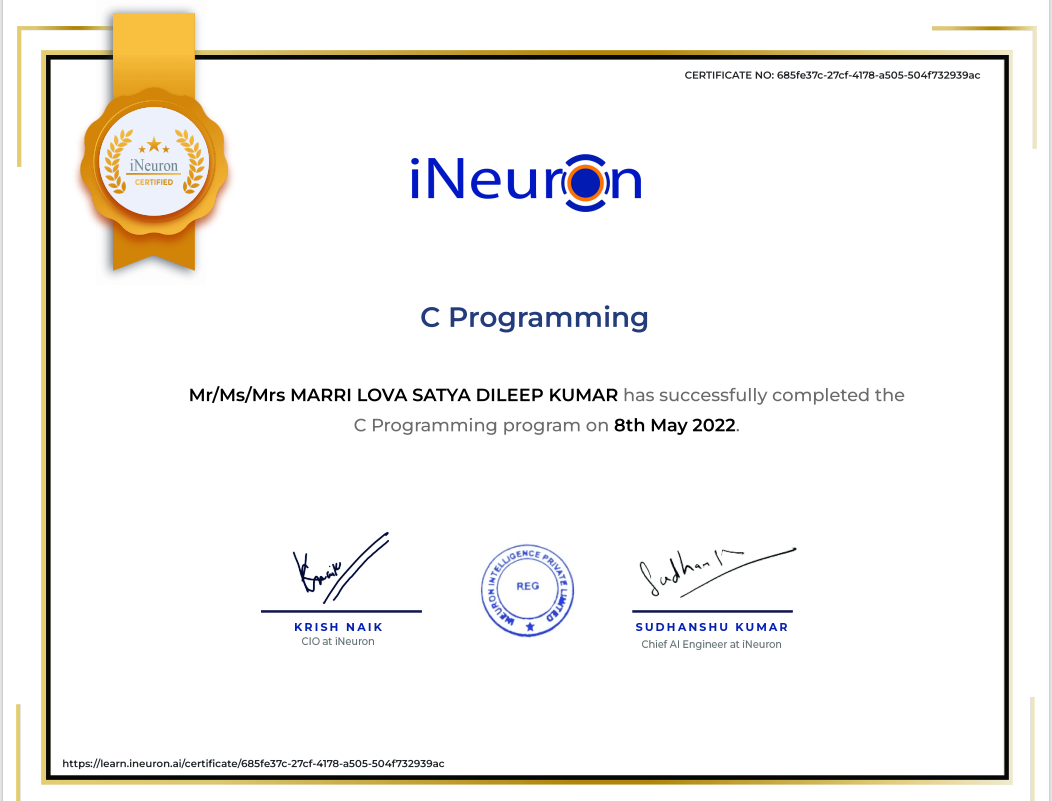 CERTIFICATE NO: 685fe37c-27cf-4178-a505-504f732939ac
iNeuron
CERTIFIED
iNeuron
C Programming
Mr/Ms/Mrs MARRI LOVA SATYA DILEEP KUMAR has successfully completed the
C Programming program on 8th May 2022.
Krnaik
Sudhanshu
INEURON INTELLIGENCE PRIVATE LIMITED
REG
KRISH NAIK
CIO at iNeuron
SUDHANSHU KUMAR
Chief AI Engineer at iNeuron
https://learn.ineuron.ai/certificate/685fe37c-27cf-4178-a505-504f732939ac